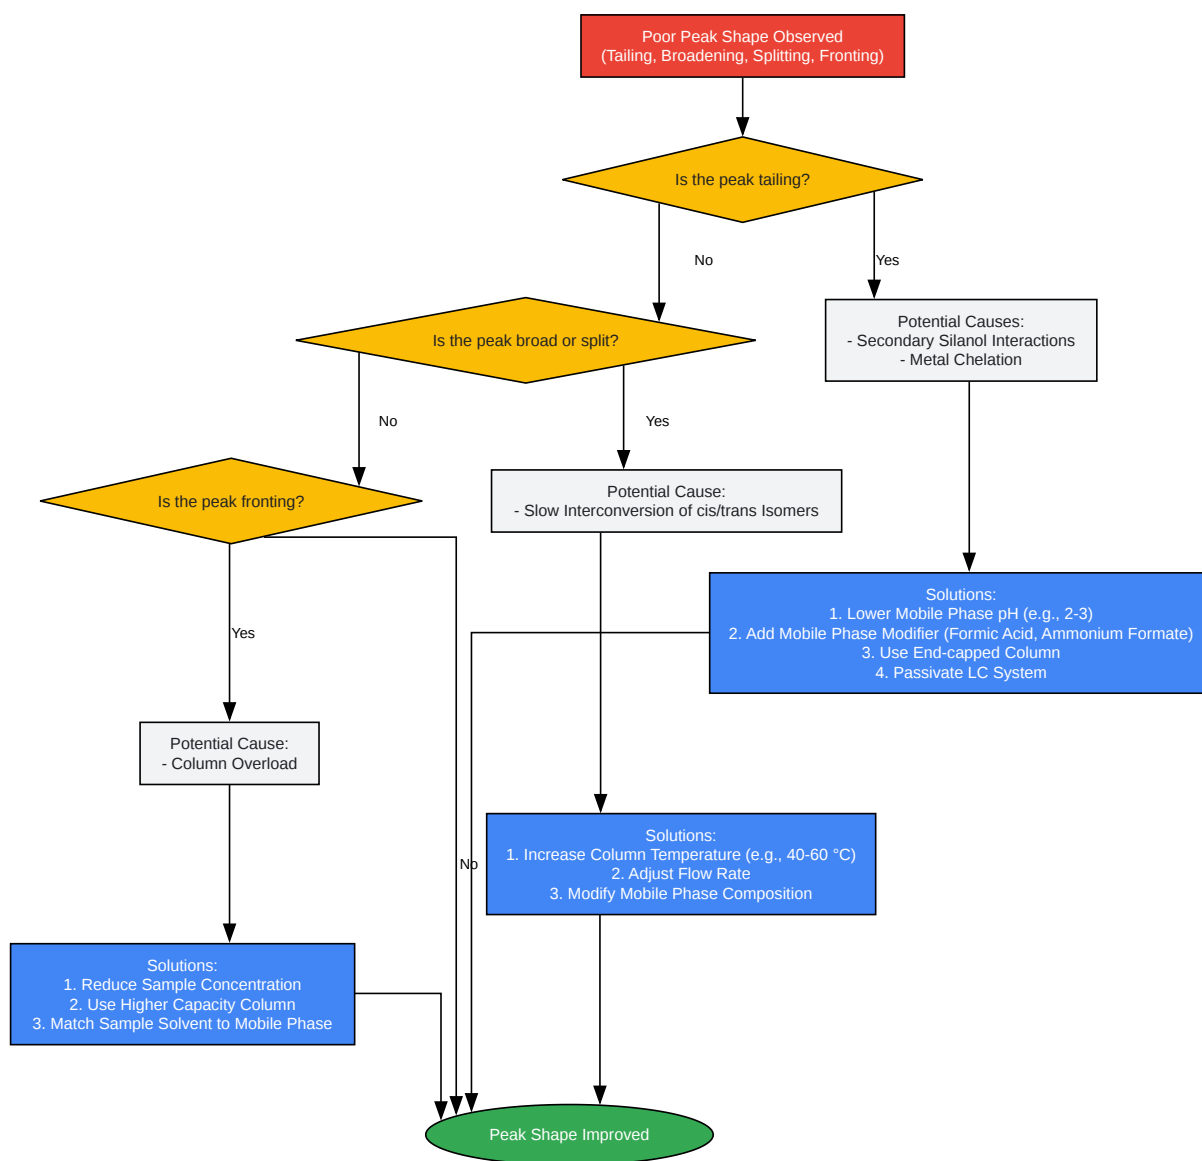 Poor Peak Shape Observed
(Tailing, Broadening, Splitting, Fronting)
Is the peak tailing?
No
Yes
Is the peak broad or split?
Potential Causes:
- Secondary Silanol Interactions
- Metal Chelation
No
Yes
Is the peak fronting?
Potential Cause:
- Slow Interconversion of cis/trans Isomers
Solutions:
1. Lower Mobile Phase pH (e.g., 2-3)
2. Add Mobile Phase Modifier (Formic Acid, Ammonium Formate)
3. Use End-capped Column
4. Passivate LC System
Yes
Potential Cause:
- Column Overload
No
Solutions:
1. Increase Column Temperature (e.g., 40-60 °C)
2. Adjust Flow Rate
3. Modify Mobile Phase Composition
Solutions:
1. Reduce Sample Concentration
2. Use Higher Capacity Column
3. Match Sample Solvent to Mobile Phase
Peak Shape Improved